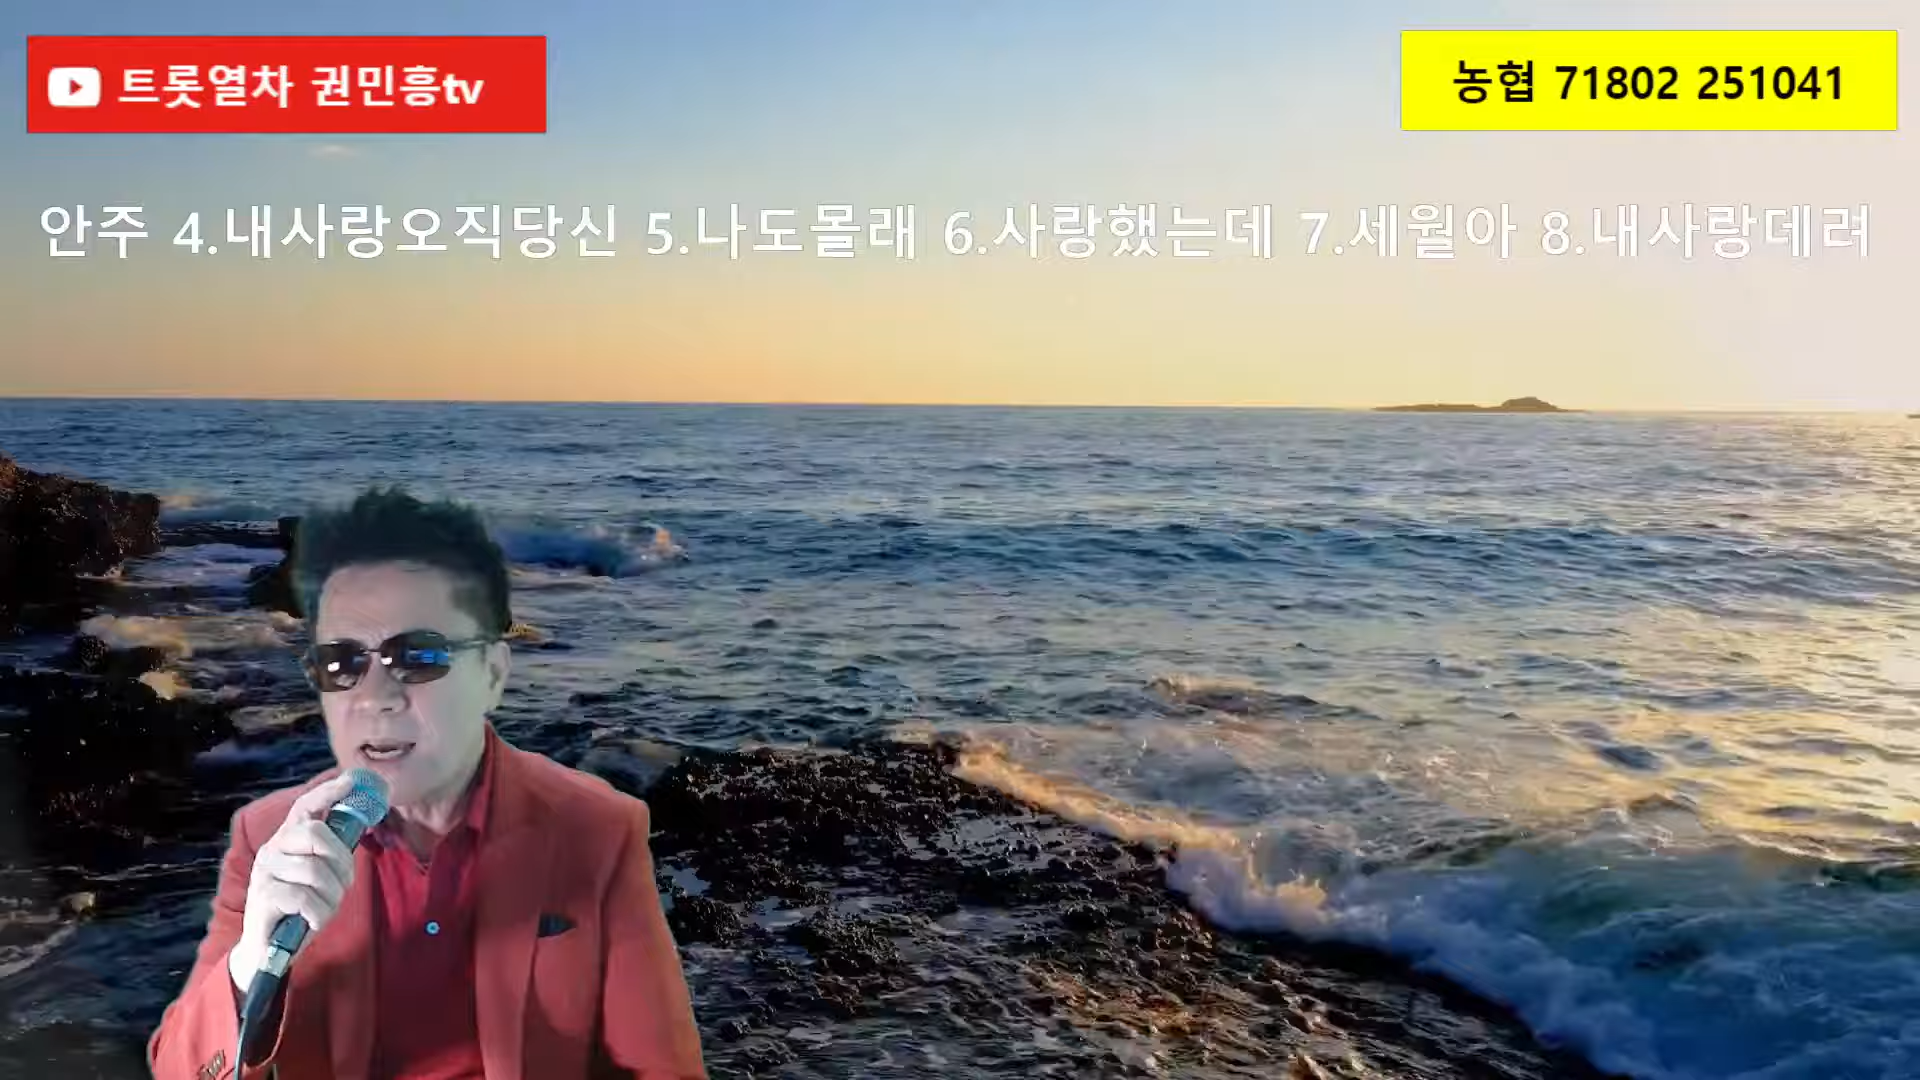 트롯열차 권민흥tv
농협 71802 251041
안주 4.내사랑오직당신 5.나도몰래 6.사랑했는데 7.세월아 8.내사랑데려